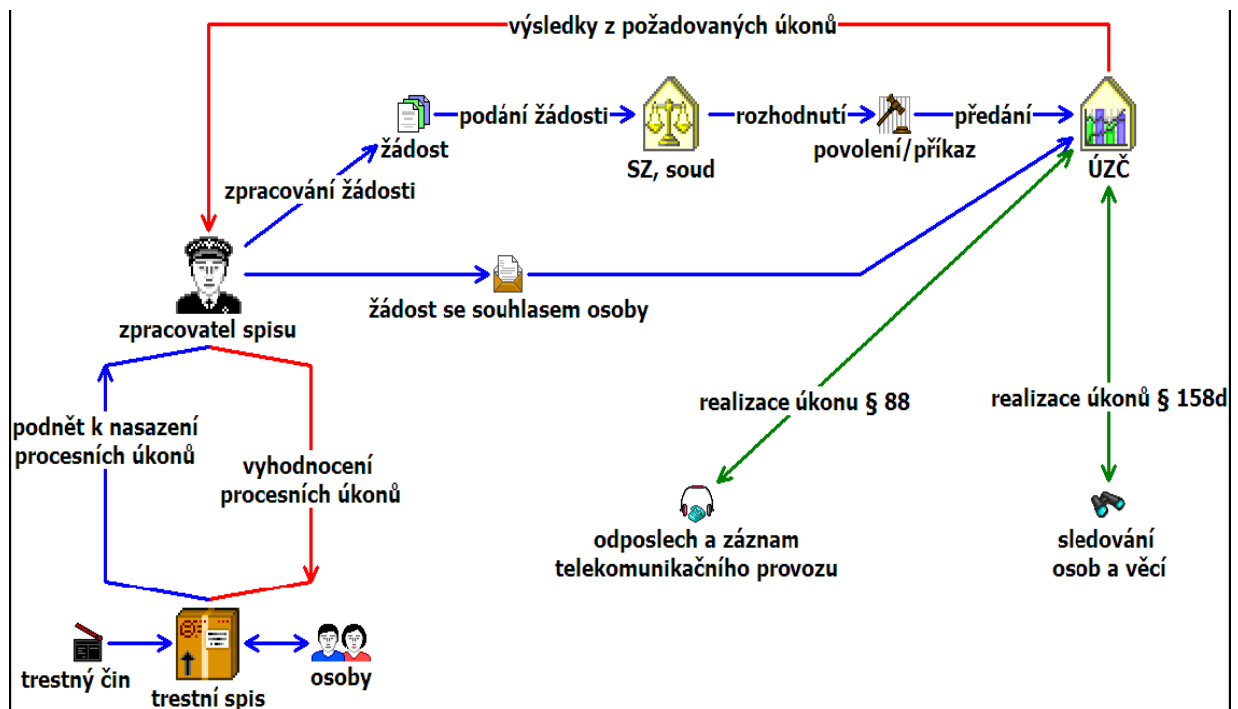 výsledky z požadovaných úkonů
podání žádosti
rozhodnutí
předání
žádost
povolení/příkaz
SZ, soud
ÚZČ
zpracování žádosti
žádost se souhlasem osoby
zpracovatel spisu
realizace úkonu § 88
realizace úkonů § 158d
podnět k nasazení
procesních úkonů
vyhodnocení
procesních úkonů
odposlech a záznam
telekomunikačního provozu
sledování
osob a věcí
trestný čin
trestní spis
osoby